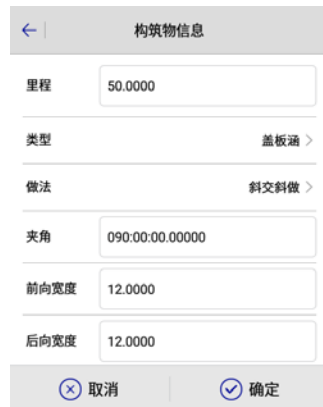 构筑物信息
里程 50.0000
类型 盖板涵
做法 斜交斜做
夹角 090:00:00.00000
前向宽度 12.0000
后向宽度 12.0000
取消 确定